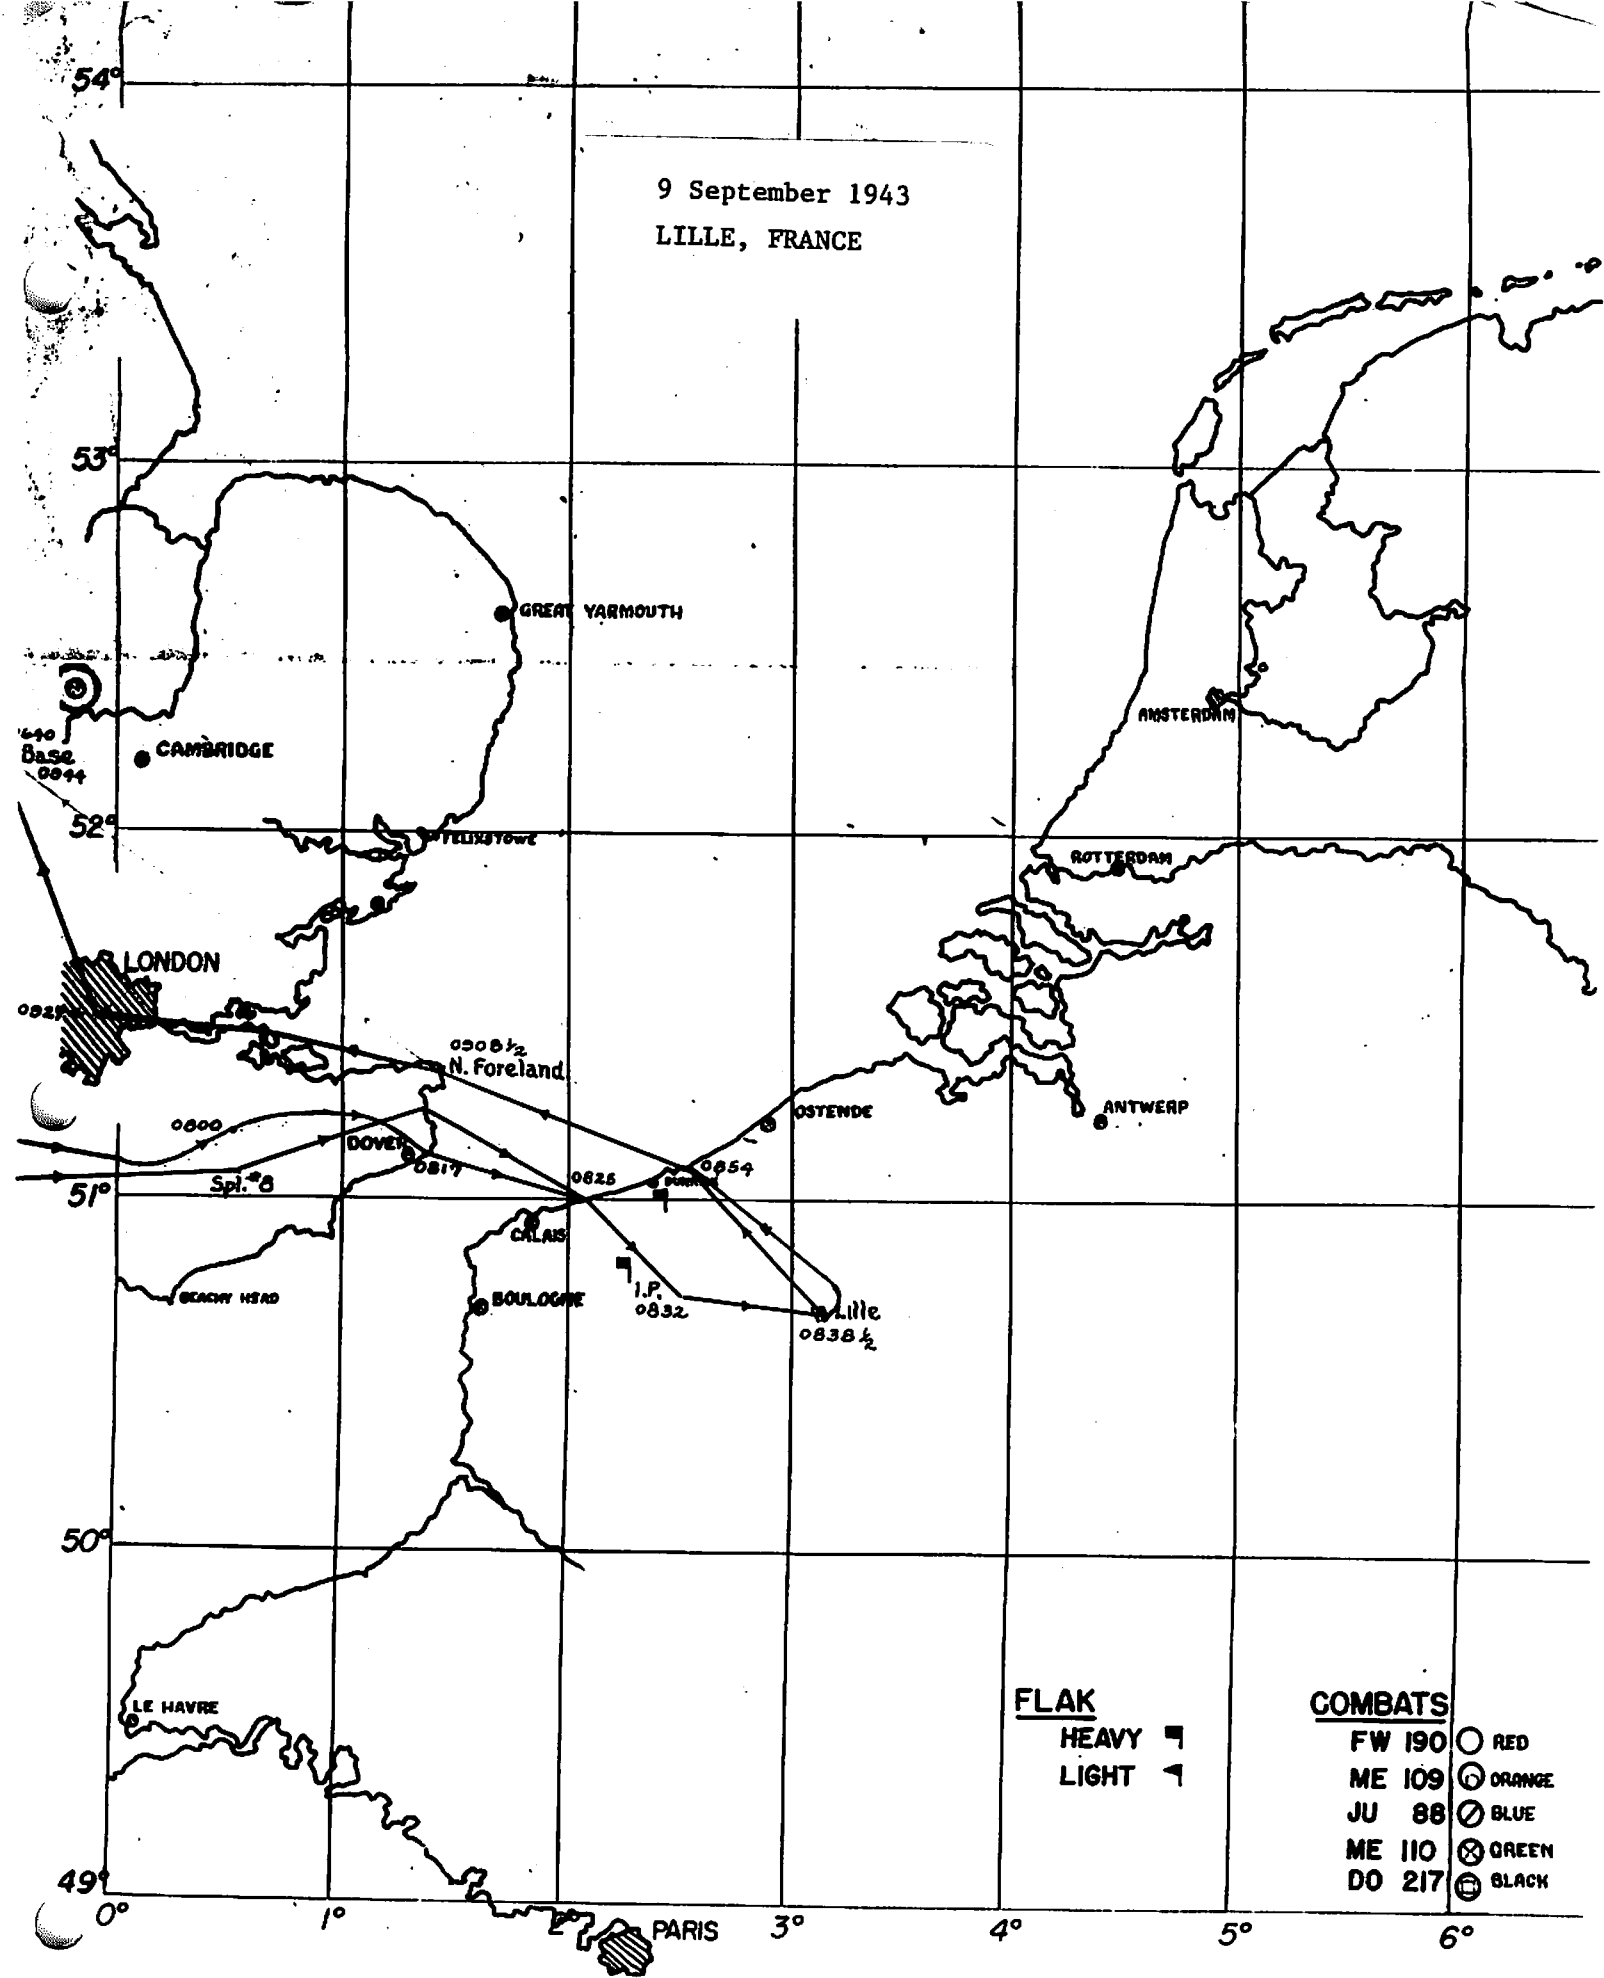 54°
9 September 1943
LILLE, FRANCE
53°
GREAT YARMOUTH
AMSTERDAM
Base
0844
CAMBRIDGE
52°
FELIXSTOWE
ROTTERDAM
LONDON
0908½
N. Foreland
OSTENDE
ANTWERP
0800
DOVER
0817
0825
0854
Spl.#8
51°
CALAIS
BEACHY HEAD
BOULOGNE
I.P.
0832
Lille
0838½
50°
LE HAVRE
FLAK
HEAVY
LIGHT
COMBATS
FW 190 RED
ME 109 ORANGE
JU 88 BLUE
ME 110 GREEN
DO 217 BLACK
49°
0° 1° 2° PARIS 3° 4° 5° 6°